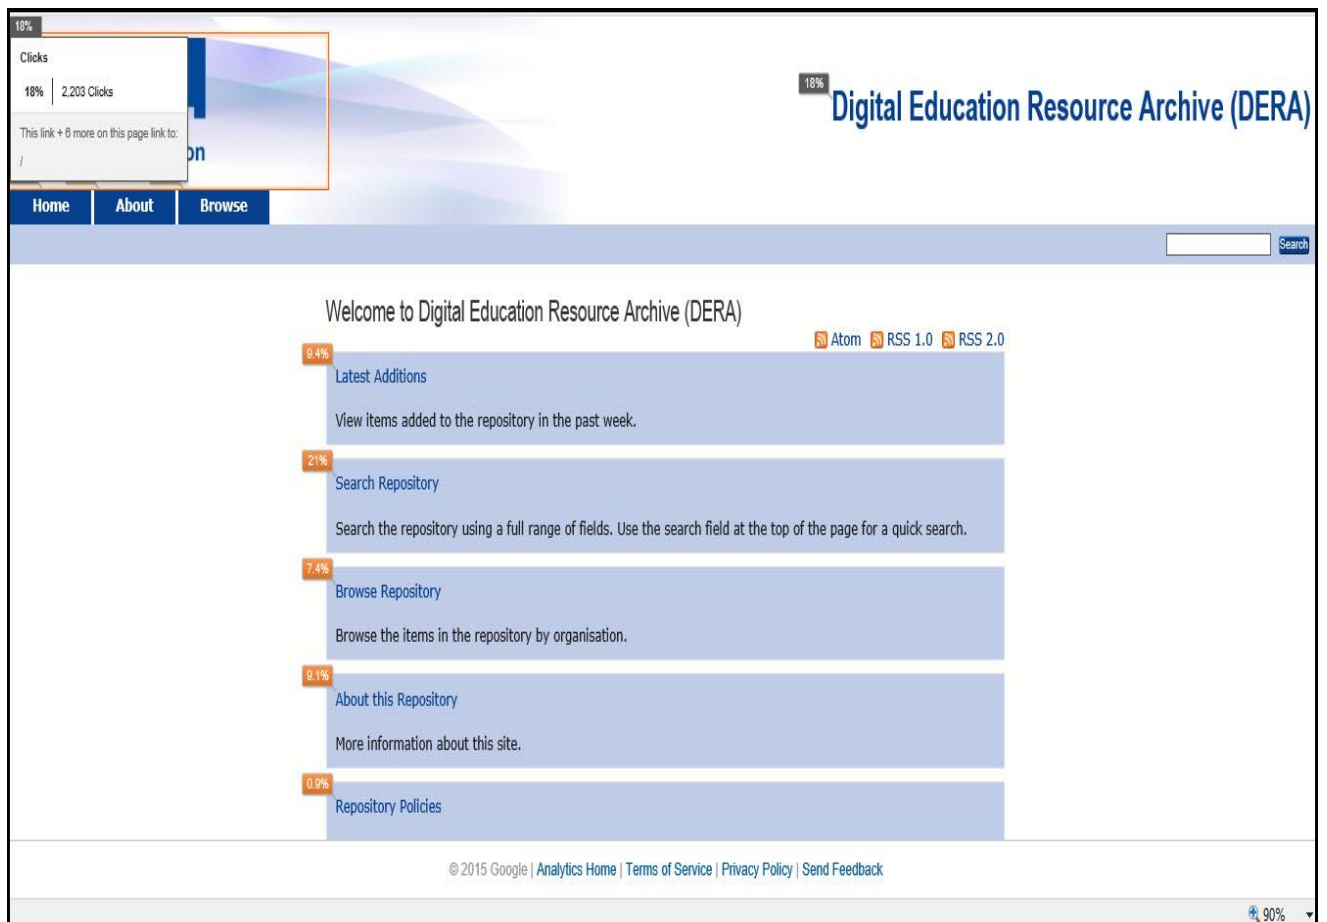 18%
Clicks
18% | 2,203 Clicks
This link + 6 more on this page link to:
/
on
18%
Digital Education Resource Archive (DERA)
Home About Browse
Search
Welcome to Digital Education Resource Archive (DERA)
Atom RSS 1.0 RSS 2.0
9.4%
Latest Additions
View items added to the repository in the past week.
21%
Search Repository
Search the repository using a full range of fields. Use the search field at the top of the page for a quick search.
7.4%
Browse Repository
Browse the items in the repository by organisation.
9.1%
About this Repository
More information about this site.
0.9%
Repository Policies
© 2015 Google | Analytics Home | Terms of Service | Privacy Policy | Send Feedback
90%